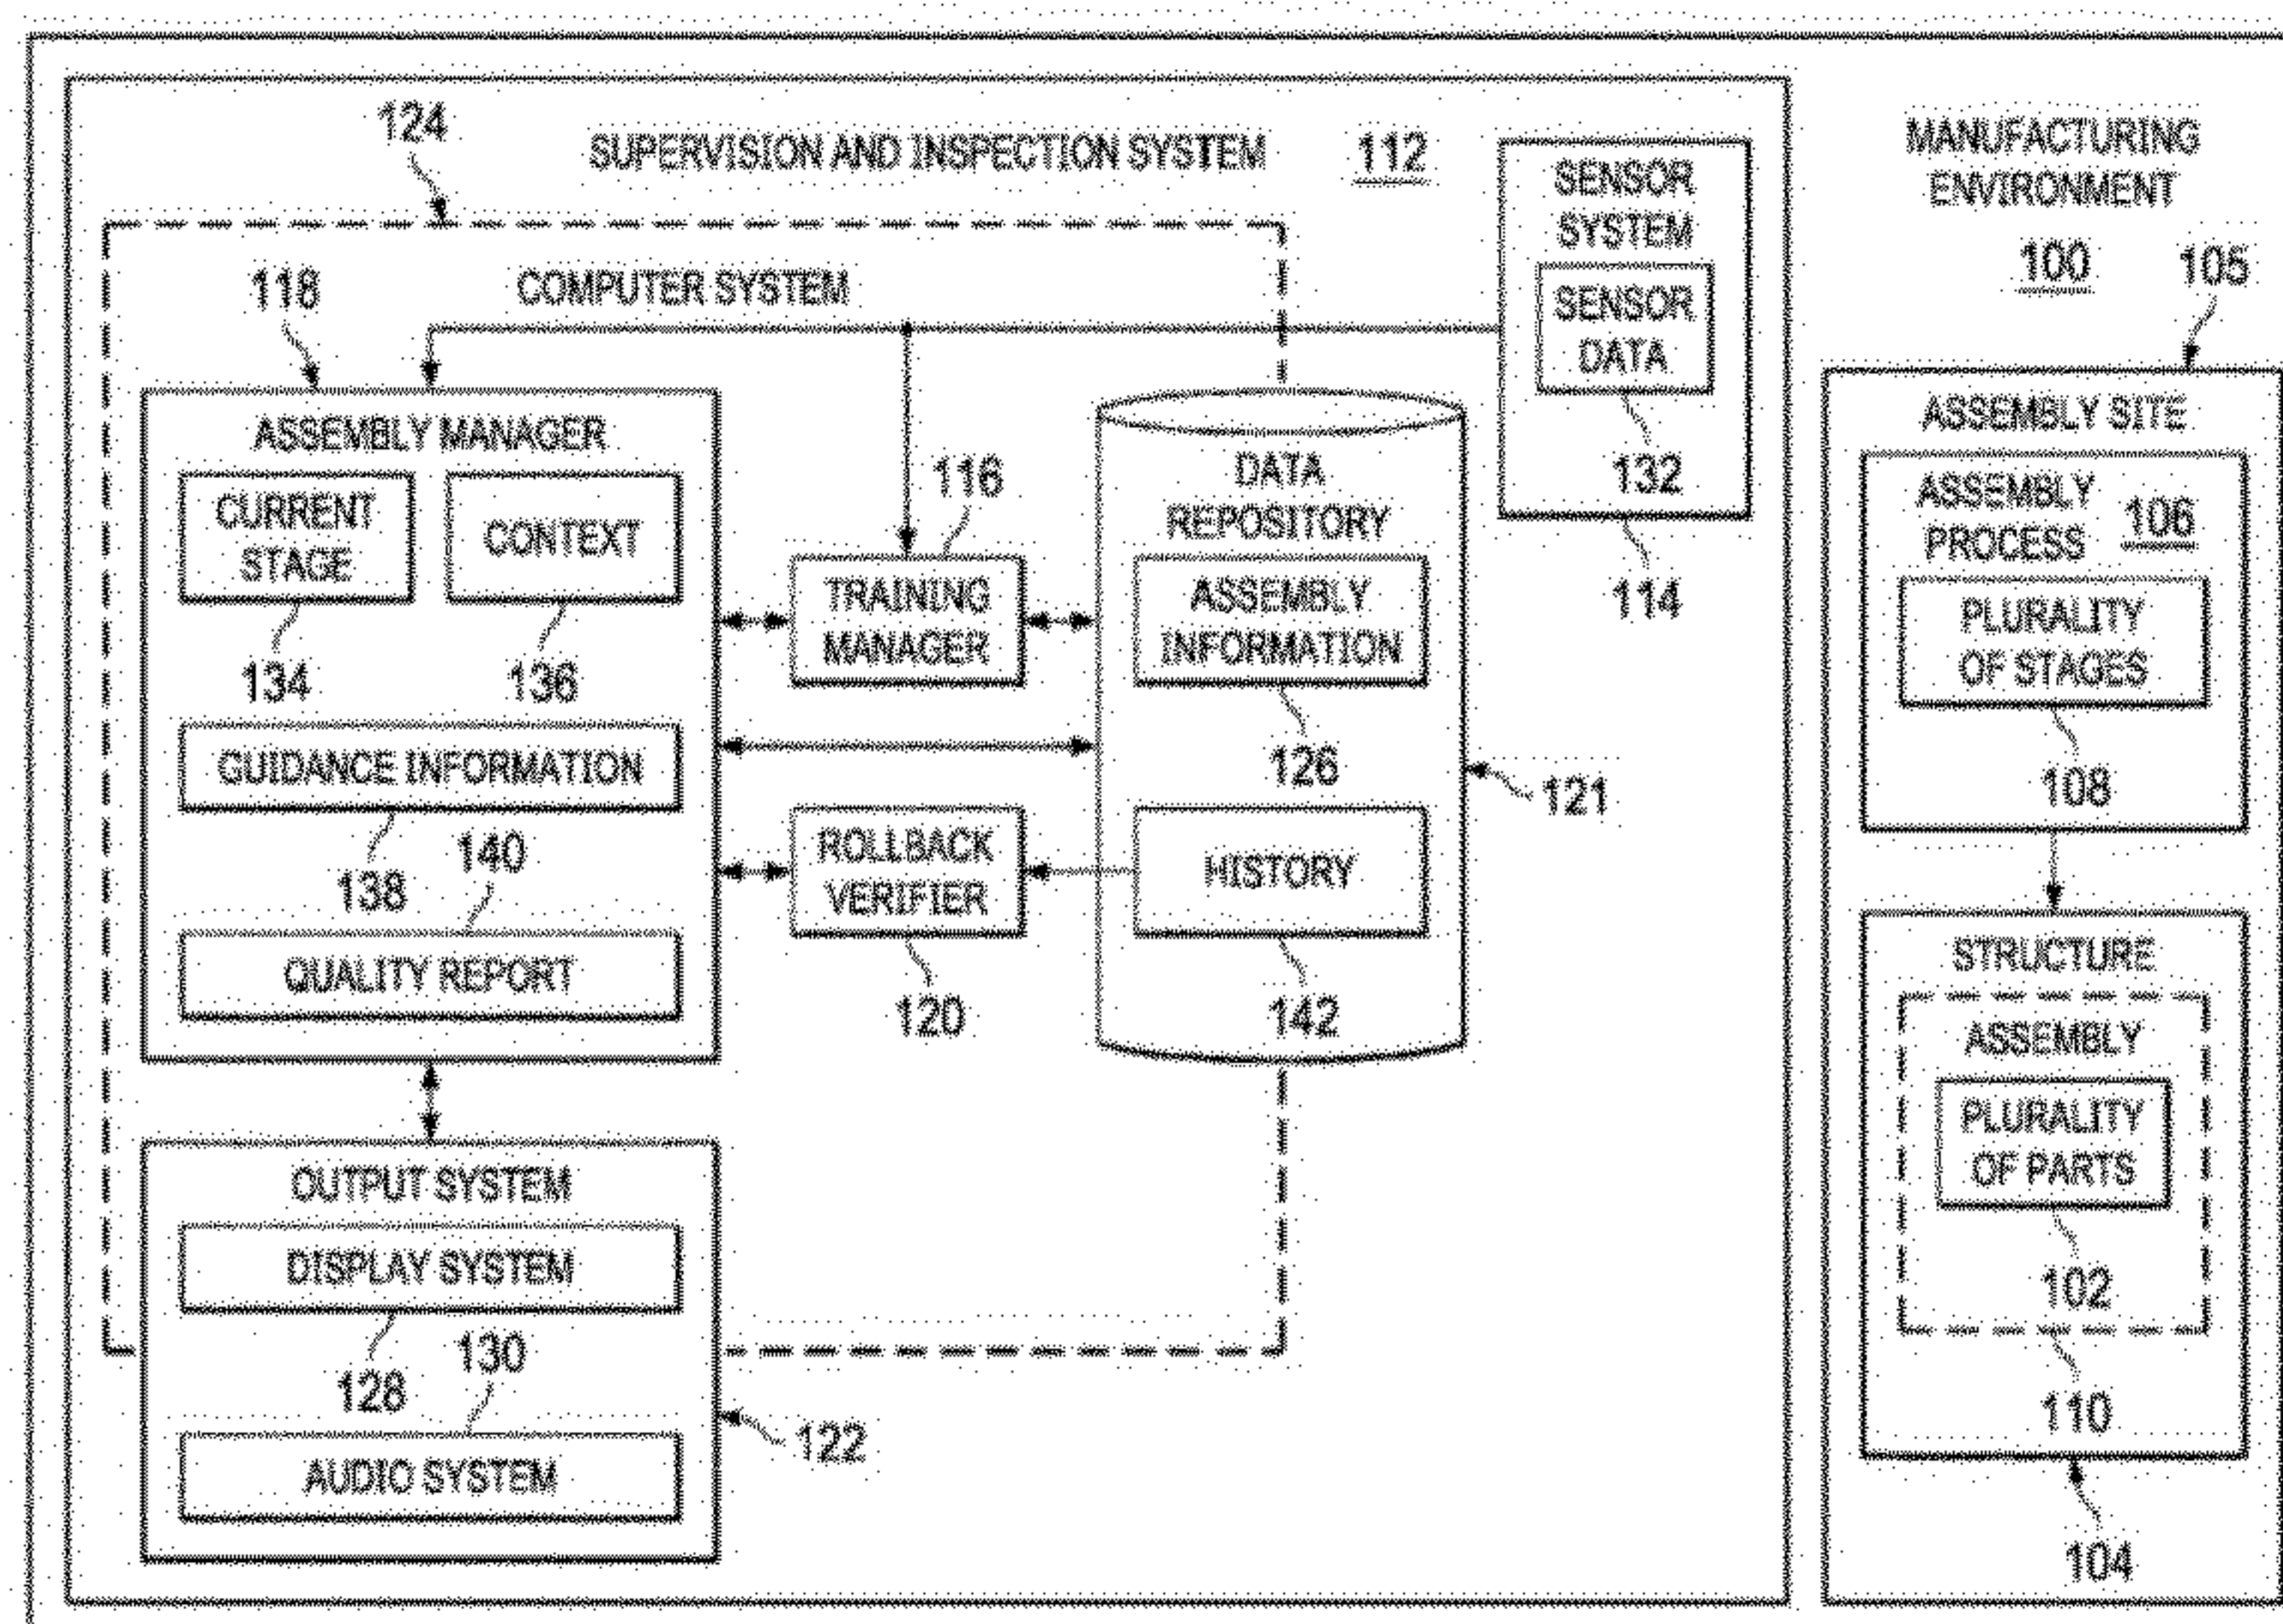 124
SUPERVISION AND INSPECTION SYSTEM 112
118
COMPUTER SYSTEM
ASSEMBLY MANAGER
CURRENT
STAGE
134
CONTEXT
136
GUIDANCE INFORMATION
138
140
QUALITY REPORT
116
TRAINING
MANAGER
ROLLBACK
VERIFIER
120
DATA
REPOSITORY
ASSEMBLY
INFORMATION
126
HISTORY
142
121
SENSOR
SYSTEM
SENSOR
DATA
132
114
OUTPUT SYSTEM
DISPLAY SYSTEM
128
130
AUDIO SYSTEM
122
MANUFACTURING
ENVIRONMENT
100
105
ASSEMBLY SITE
ASSEMBLY
PROCESS 106
PLURALITY
OF STAGES
108
STRUCTURE
ASSEMBLY
PLURALITY
OF PARTS
102
110
104